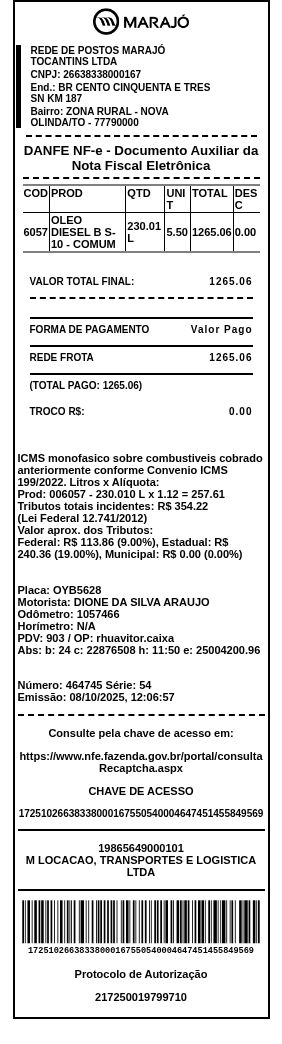 MARAJÓ
REDE DE POSTOS MARAJÓ
TOCANTINS LTDA
CNPJ: 26638338000167
End.: BR CENTO CINQUENTA E TRES
SN KM 187
Bairro: ZONA RURAL - NOVA
OLINDA/TO - 77790000
DANFE NF-e - Documento Auxiliar da
Nota Fiscal Eletrônica
COD PROD QTD UNIT TOTAL DESC
6057 OLEO DIESEL B S-10 - COMUM 230.01 L 5.50 1265.06 0.00
VALOR TOTAL FINAL: 1265.06
FORMA DE PAGAMENTO Valor Pago
REDE FROTA 1265.06
(TOTAL PAGO: 1265.06)
TROCO R$: 0.00
ICMS monofasico sobre combustiveis cobrado
anteriormente conforme Convenio ICMS
199/2022. Litros x Alíquota:
Prod: 006057 - 230.010 L x 1.12 = 257.61
Tributos totais incidentes: R$ 354.22
(Lei Federal 12.741/2012)
Valor aprox. dos Tributos:
Federal: R$ 113.86 (9.00%), Estadual: R$
240.36 (19.00%), Municipal: R$ 0.00 (0.00%)
Placa: OYB5628
Motorista: DIONE DA SILVA ARAUJO
Odômetro: 1057466
Horímetro: N/A
PDV: 903 / OP: rhuavitor.caixa
Abs: b: 24 c: 22876508 h: 11:50 e: 25004200.96
Número: 464745 Série: 54
Emissão: 08/10/2025, 12:06:57
Consulte pela chave de acesso em:
https://www.nfe.fazenda.gov.br/portal/consulta
Recaptcha.aspx
CHAVE DE ACESSO
17251026638338000167550540004647451455849569
19865649000101
M LOCACAO, TRANSPORTES E LOGISTICA
LTDA
17251026638338000167550540004647451455849569
Protocolo de Autorização
217250019799710